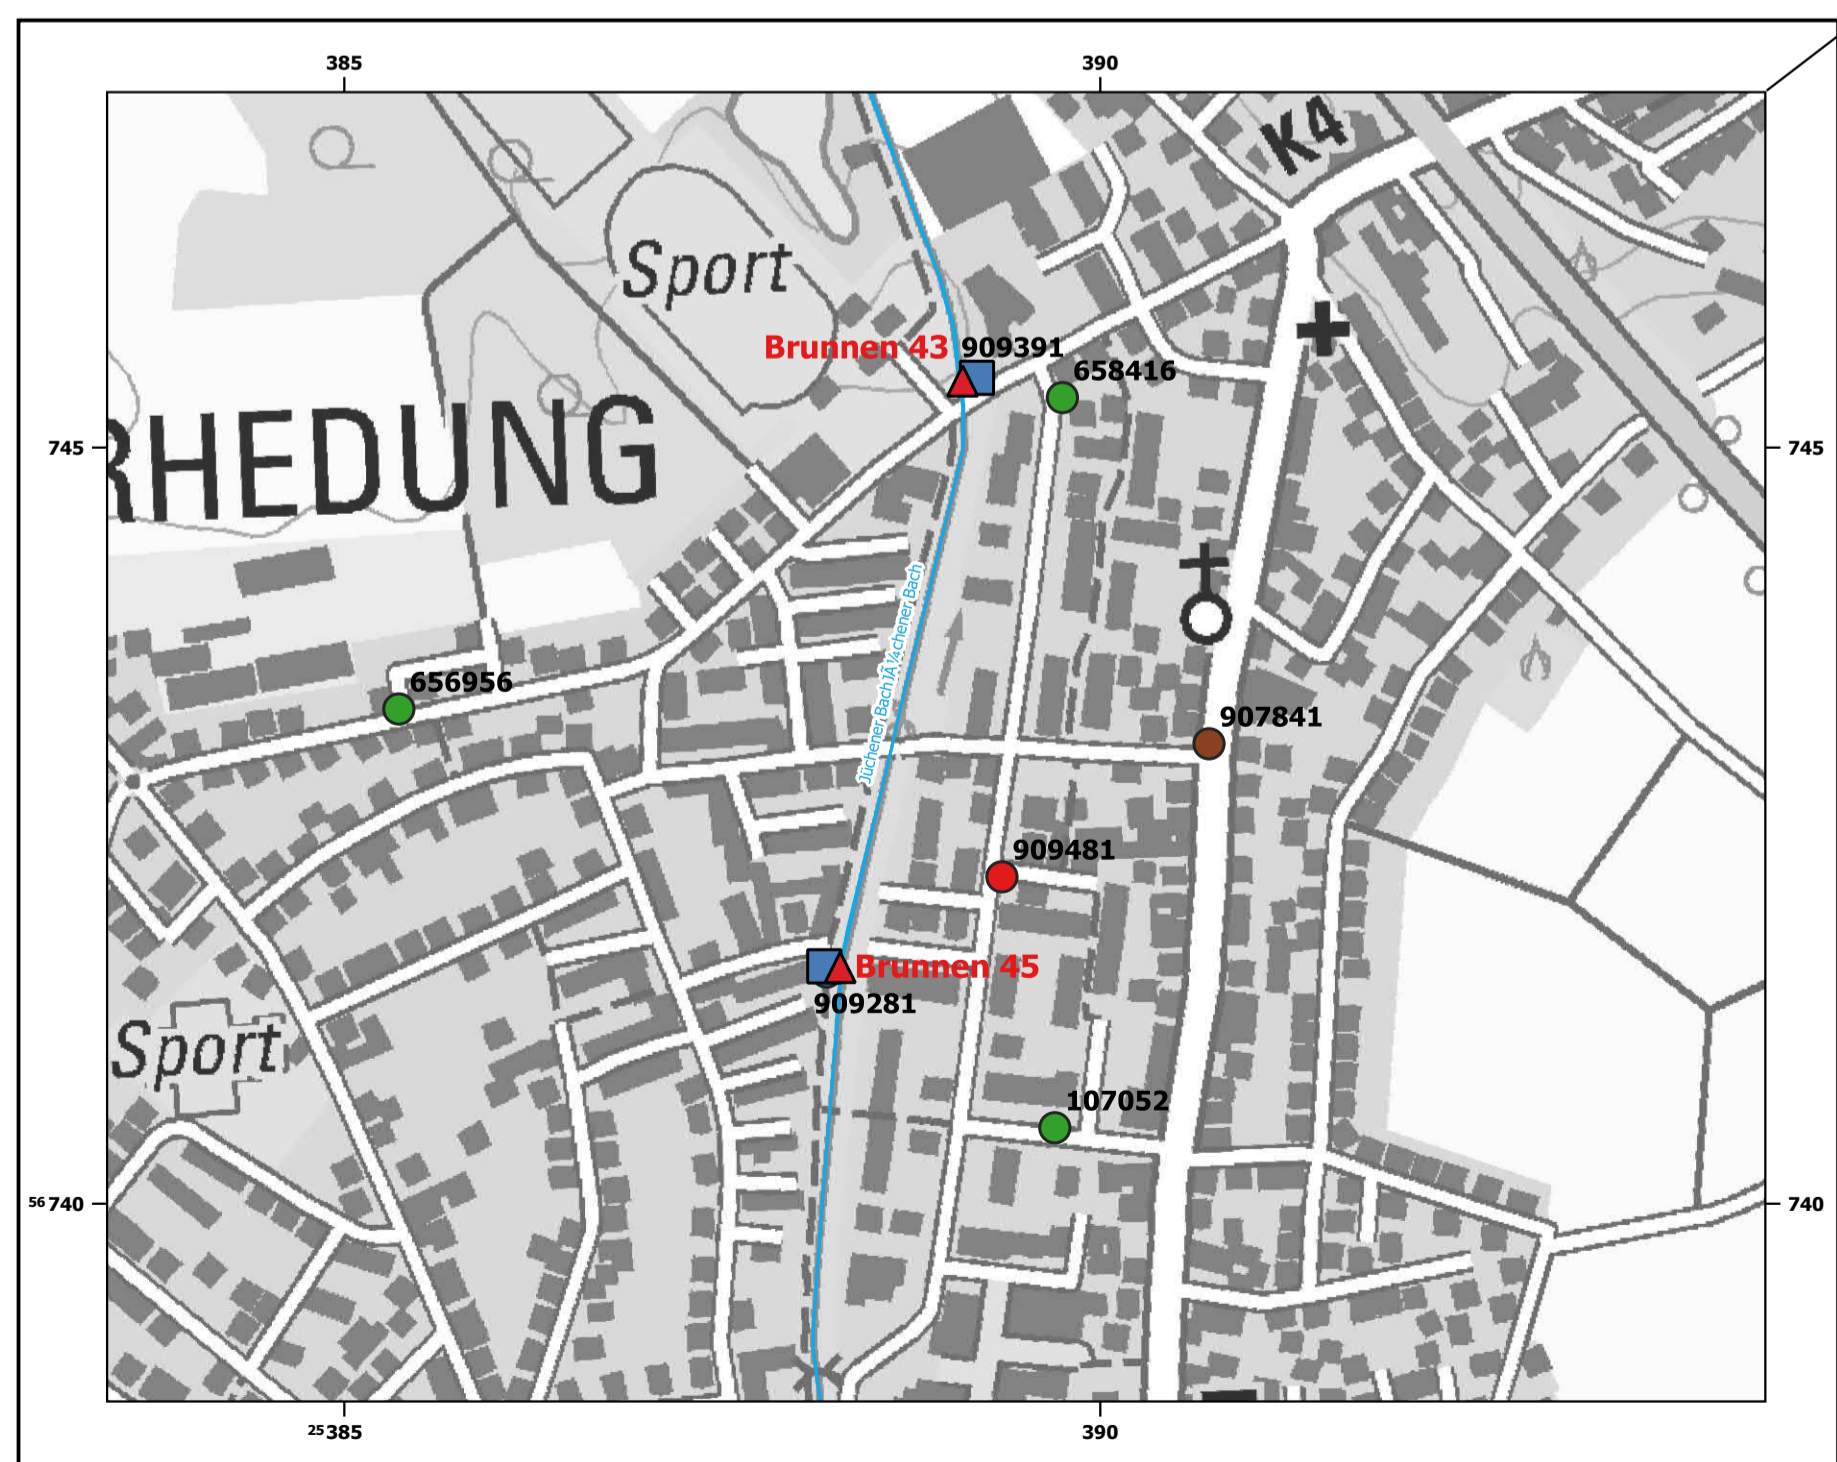 385 390
K4
Sport
Brunnen 43 909391
658416
RHEDUNG
745 745
Jüchener BachJÃ¼chener Bach
656956
907841
909481
Brunnen 45
909281
Sport
107052
56740 740
25385 390